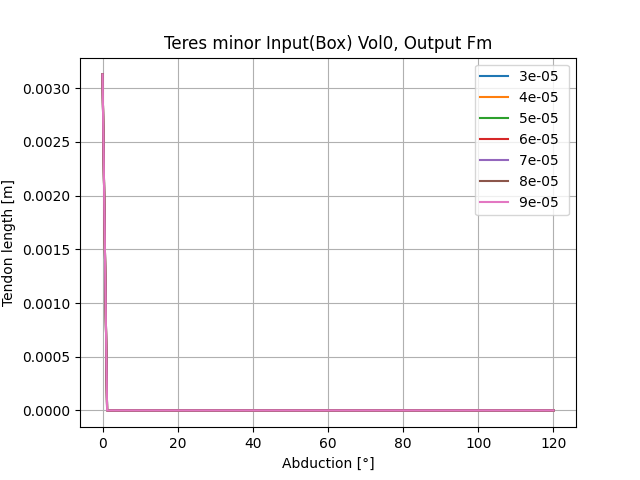 Teres minor Input(Box) Vol0, Output Fm
3e-05
4e-05
5e-05
6e-05
7e-05
8e-05
9e-05
Tendon length [m]
0.0030
0.0025
0.0020
0.0015
0.0010
0.0005
0.0000
0 20 40 60 80 100 120
Abduction [°]